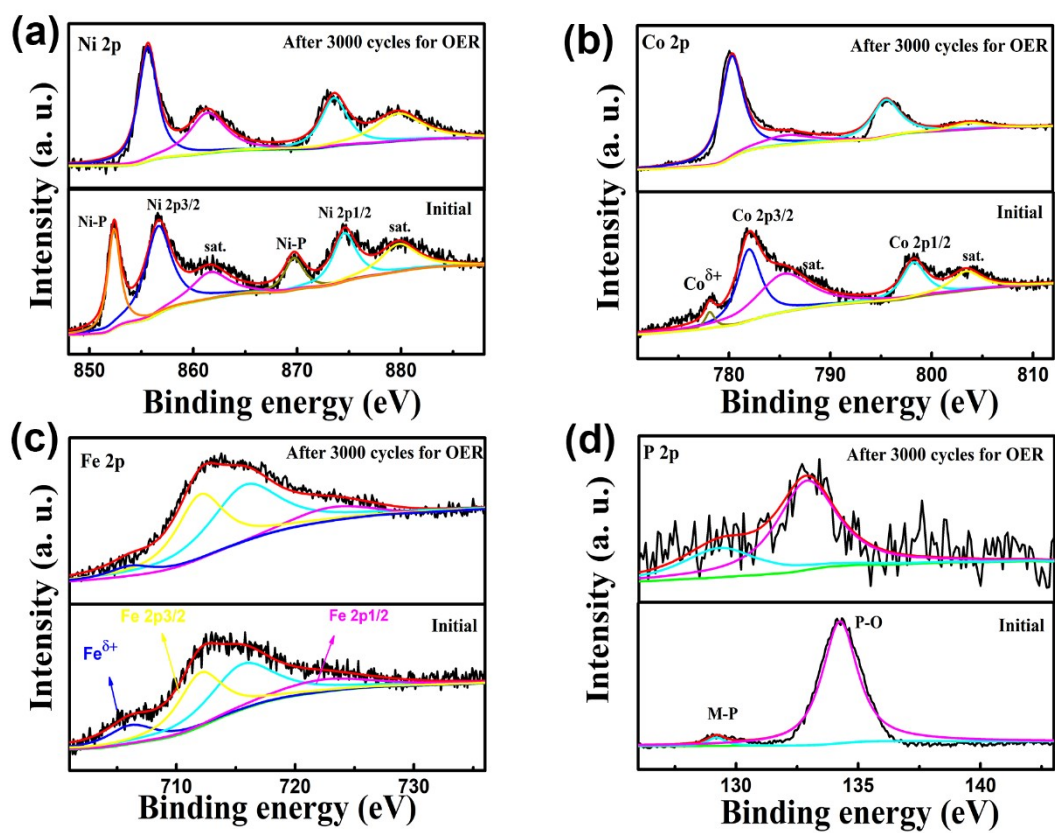 (a)
Ni 2p
After 3000 cycles for OER
Ni-P
Ni 2p3/2
sat.
Ni-P
Ni 2p1/2
sat.
Initial
Intensity (a. u.)
850 860 870 880
Binding energy (eV)
(b)
Co 2p
After 3000 cycles for OER
Initial
Co 2p3/2
Coδ+
sat.
Co 2p1/2
sat.
Intensity (a. u.)
780 790 800 810
Binding energy (eV)
(c)
Fe 2p
After 3000 cycles for OER
Fe 2p3/2
Fe 2p1/2
Initial
Feδ+
Intensity (a. u.)
710 720 730
Binding energy (eV)
(d)
P 2p
After 3000 cycles for OER
P-O
Initial
M-P
Intensity (a. u.)
130 135 140
Binding energy (eV)